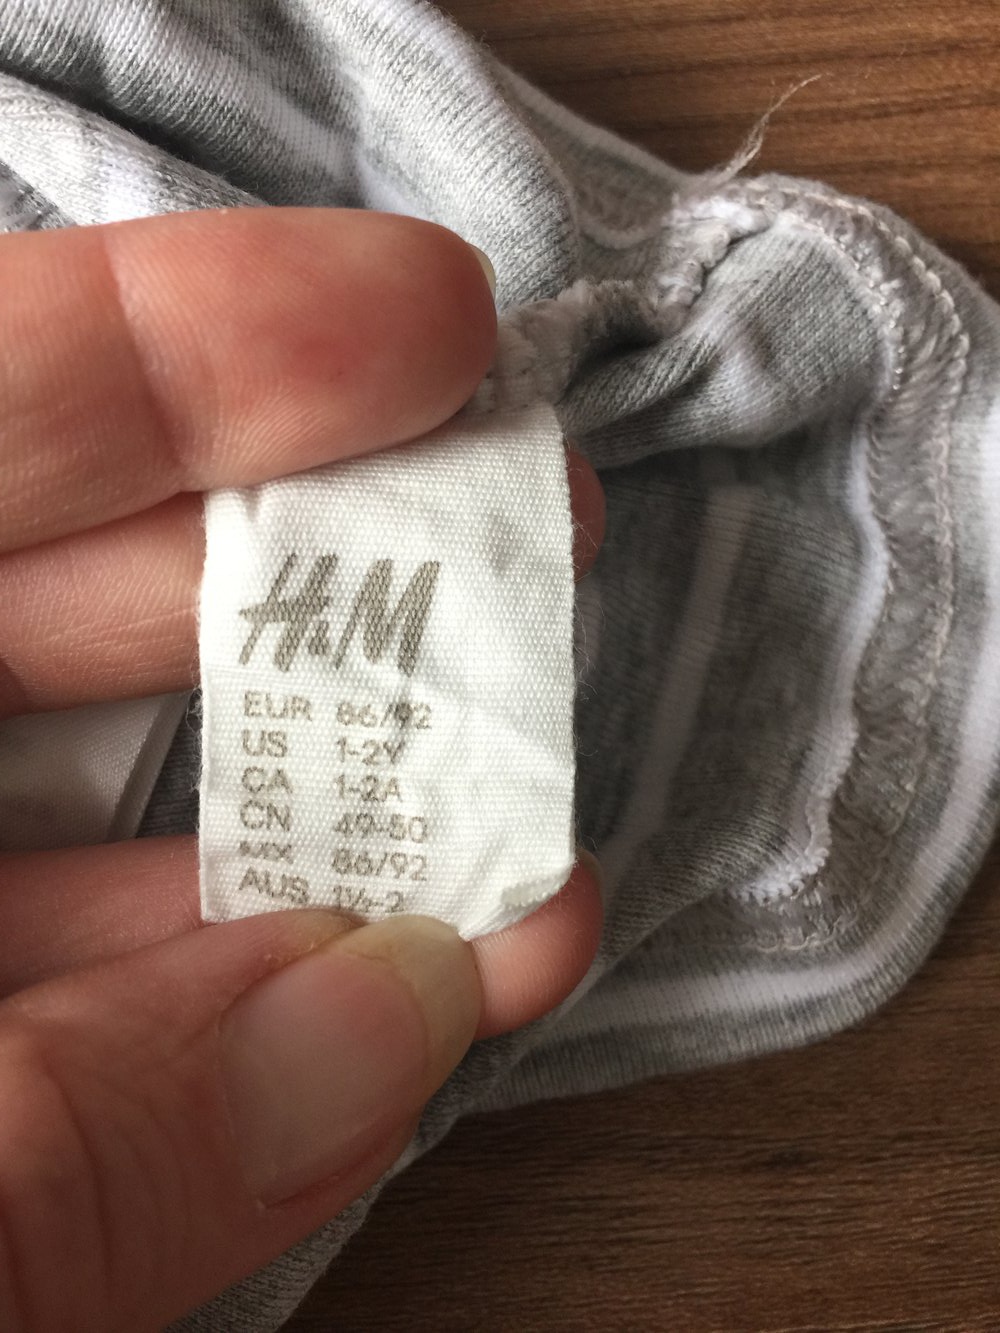 H&M
EUR 86/92
US 1-2Y
CA 1-2A
CN 49-50
MX 86/92
AUS 1½-2